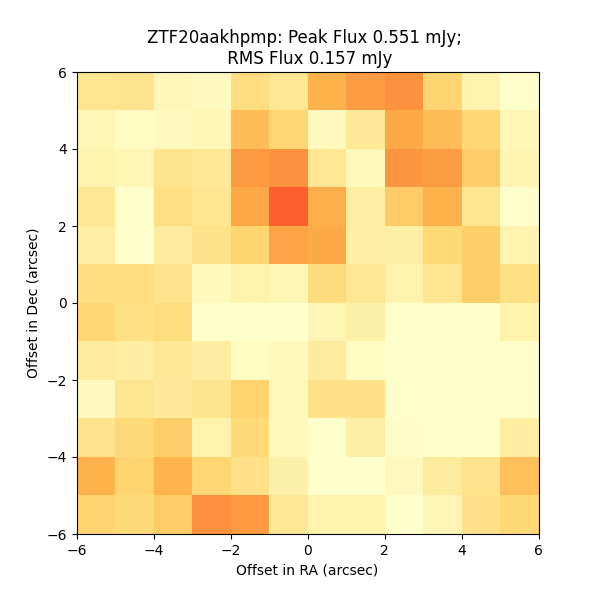 ZTF20aakhpmp: Peak Flux 0.551 mJy;
RMS Flux 0.157 mJy
6
4
2
0
−2
−4
−6
Offset in Dec (arcsec)
−6 −4 −2 0 2 4 6
Offset in RA (arcsec)